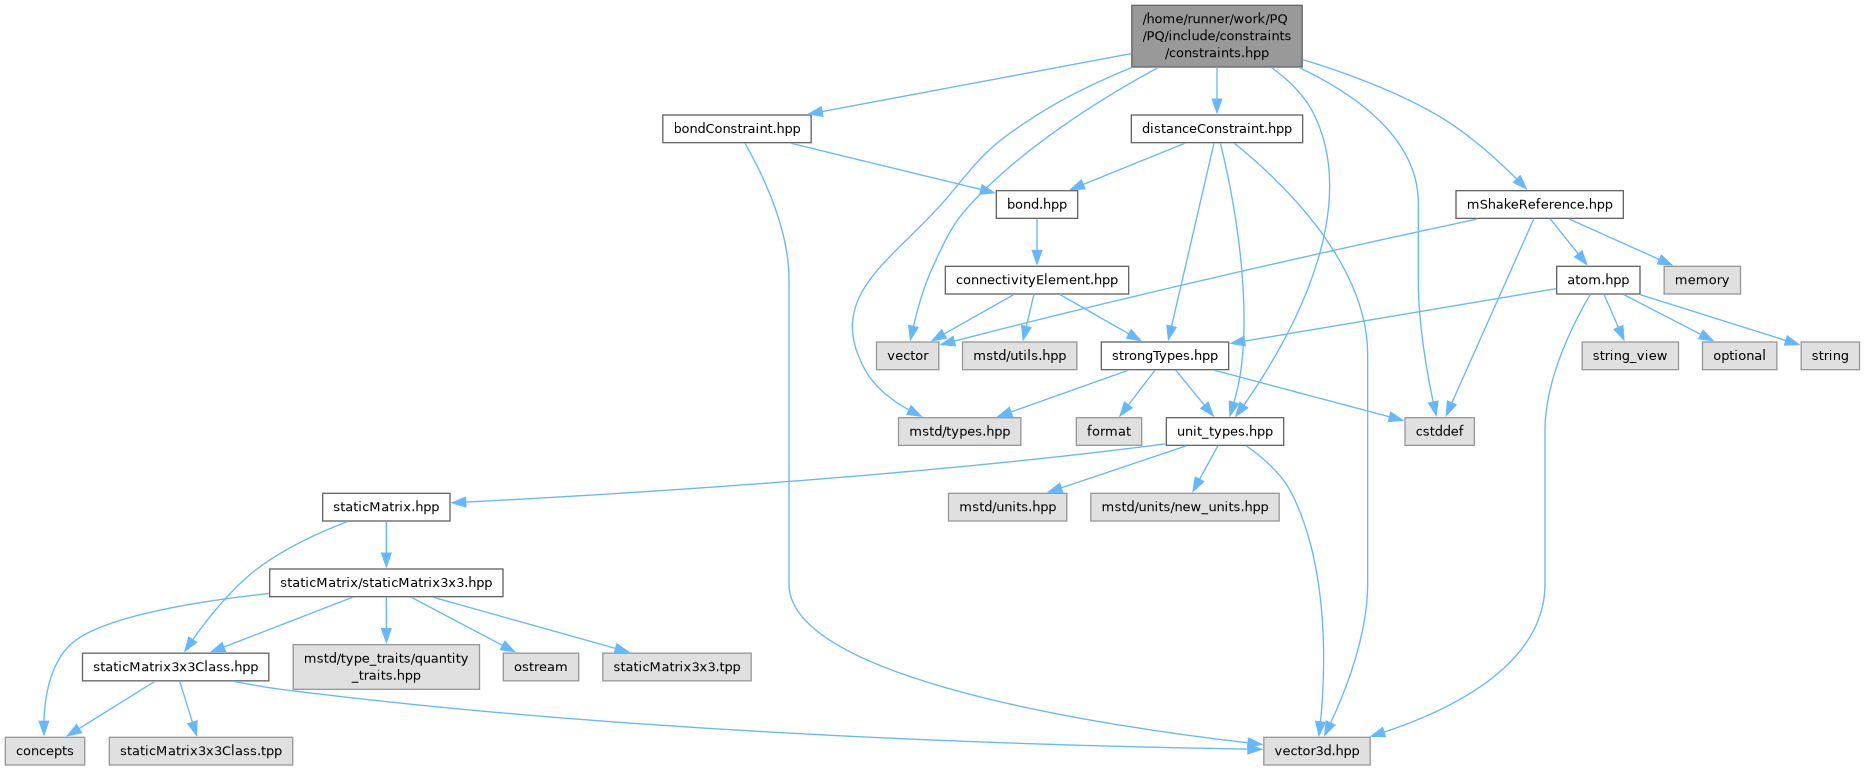 /home/runner/work/PQ
/PQ/include/constraints
/constraints.hpp
bondConstraint.hpp
distanceConstraint.hpp
bond.hpp
mShakeReference.hpp
connectivityElement.hpp
atom.hpp
memory
vector
mstd/utils.hpp
strongTypes.hpp
string_view
optional
string
mstd/types.hpp
format
unit_types.hpp
cstddef
staticMatrix.hpp
mstd/units.hpp
mstd/units/new_units.hpp
staticMatrix/staticMatrix3x3.hpp
staticMatrix3x3Class.hpp
mstd/type_traits/quantity
_traits.hpp
ostream
staticMatrix3x3.tpp
concepts
staticMatrix3x3Class.tpp
vector3d.hpp